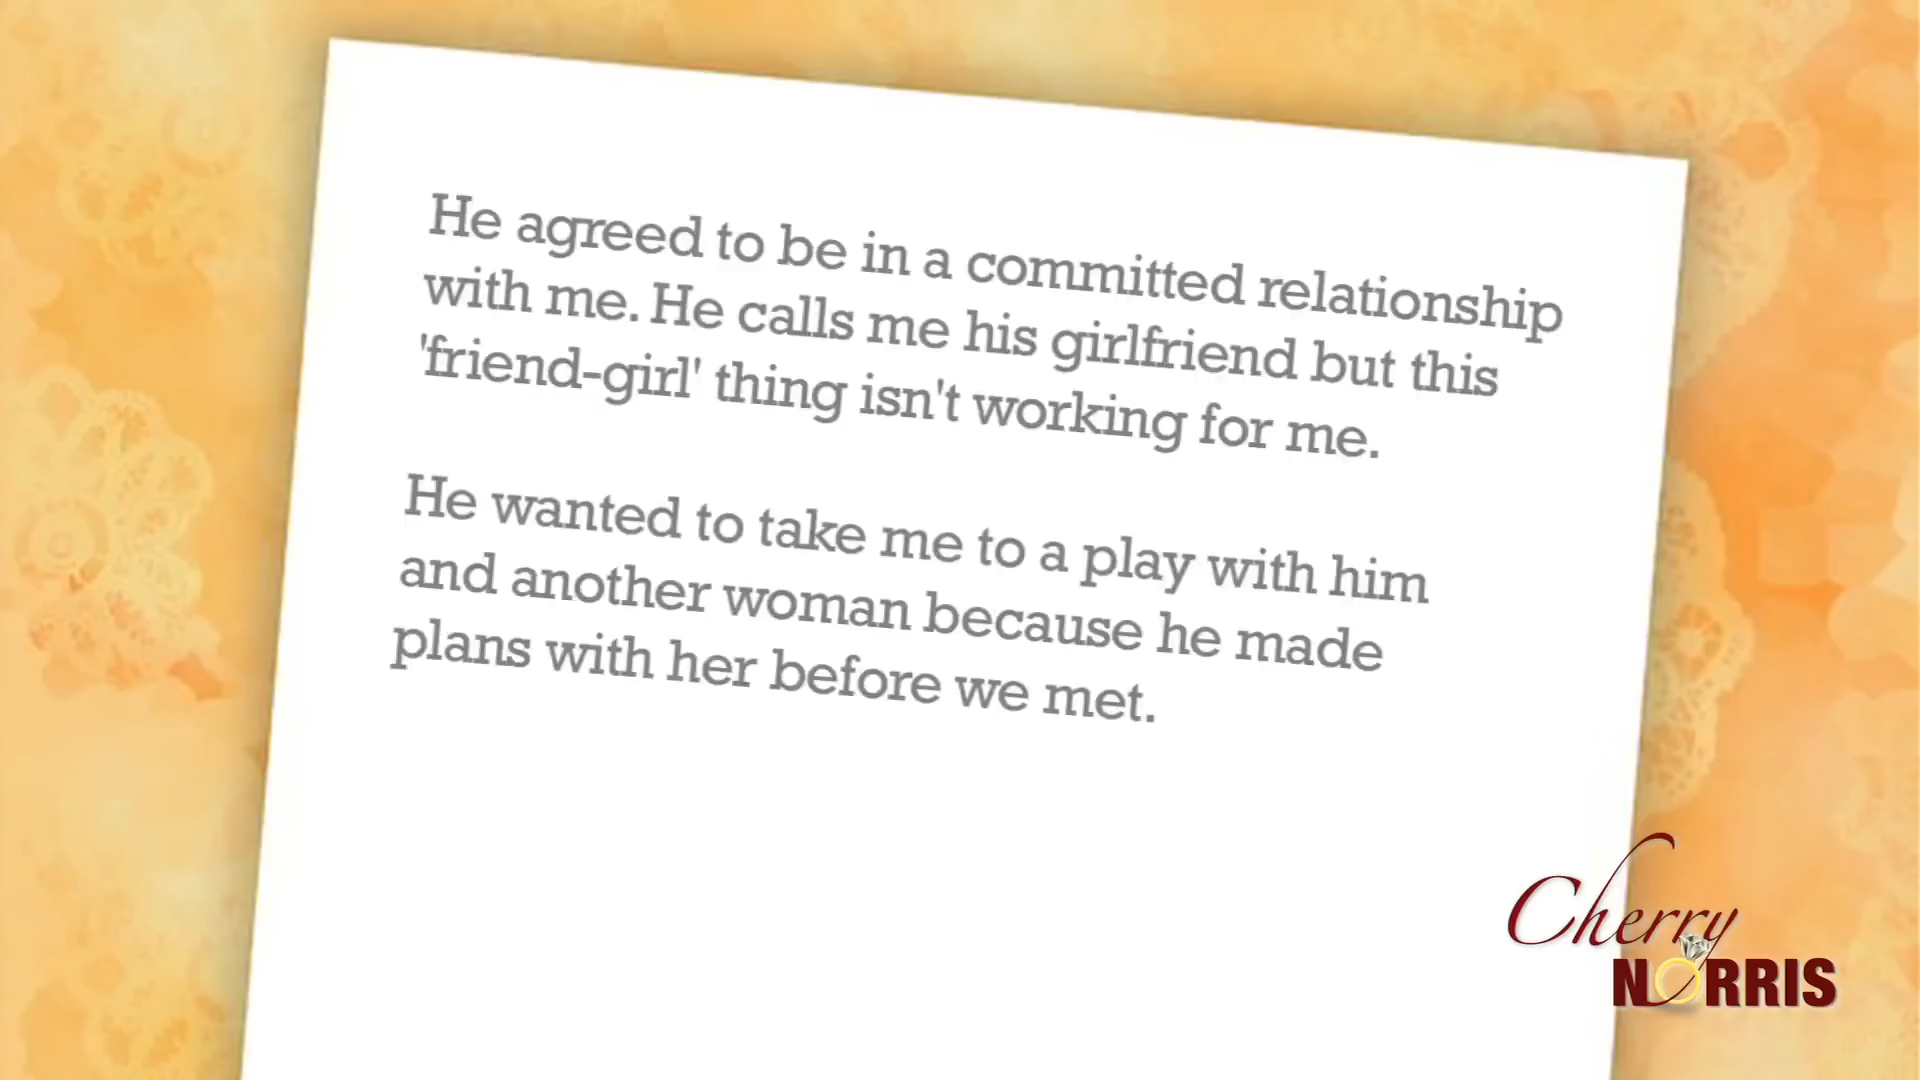 He agreed to be in a committed relationship
with me. He calls me his girlfriend but this
'friend-girl' thing isn't working for me.
He wanted to take me to a play with him
and another woman because he made
plans with her before we met.
Cherry
NORRIS